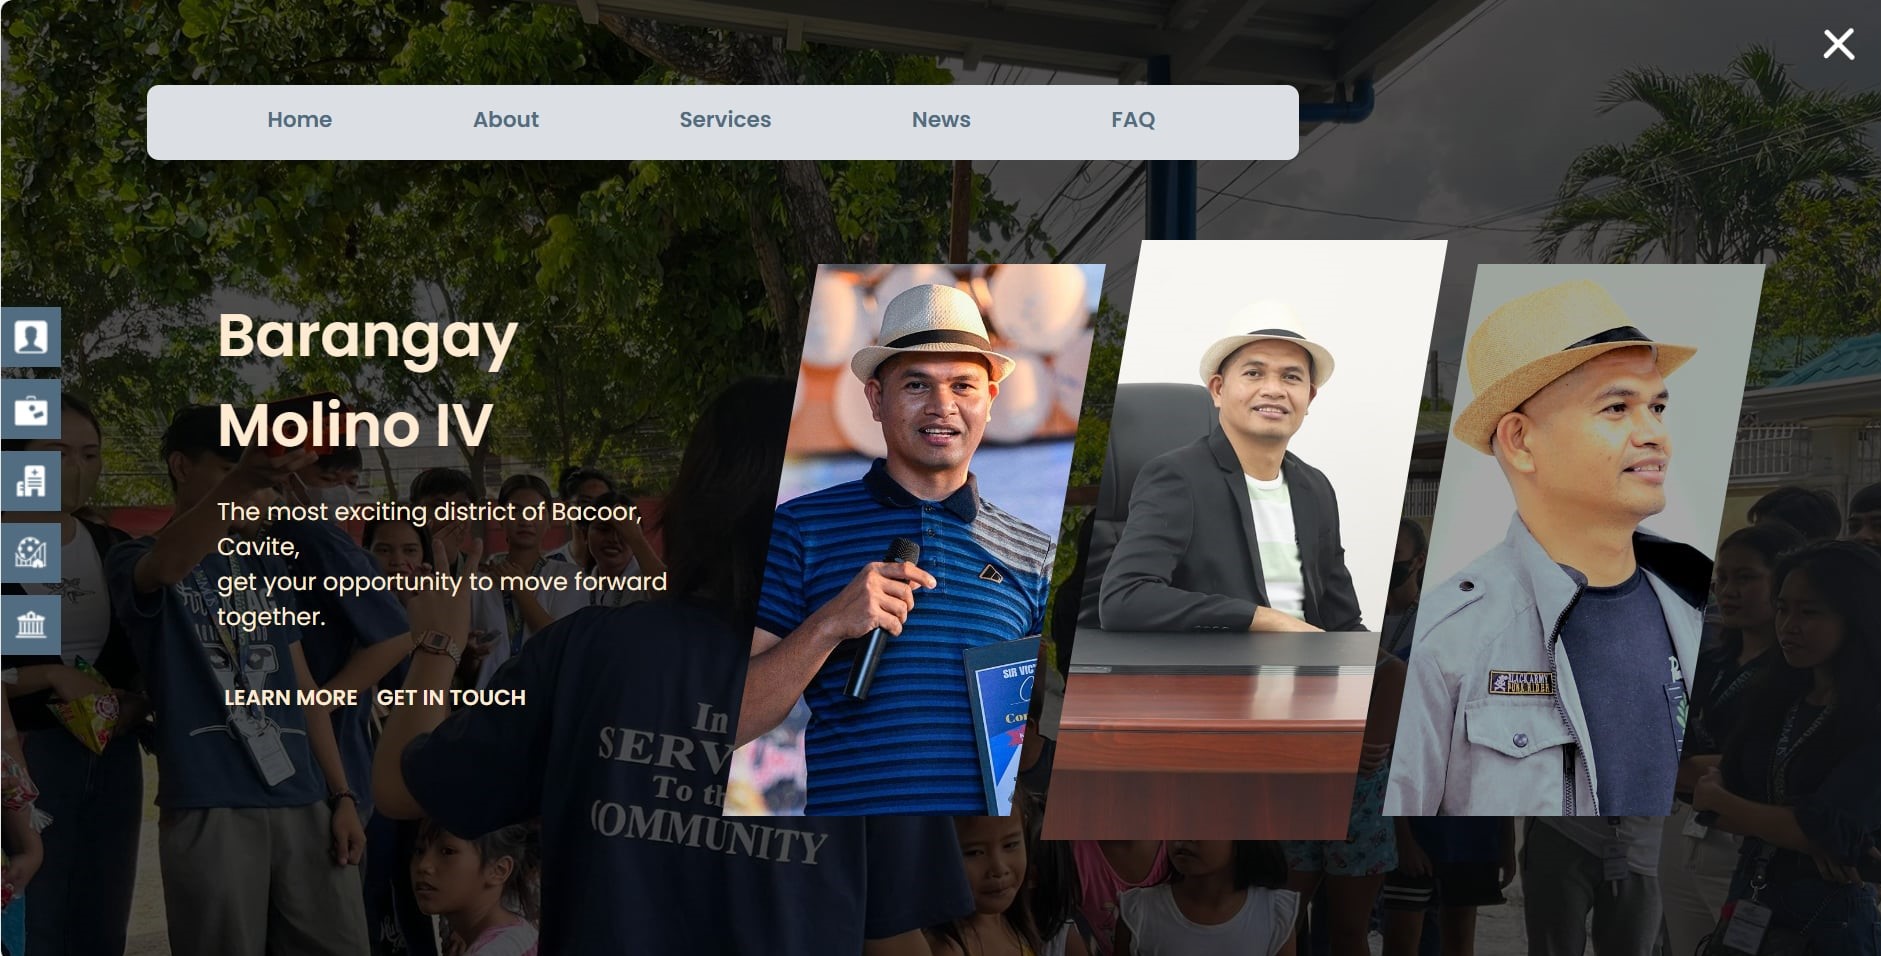 Home About Services News FAQ
Barangay
Molino IV
The most exciting district of Bacoor,
Cavite,
get your opportunity to move forward
together.
LEARN MORE GET IN TOUCH
In
SERV
To th
COMMUNITY
SIR VIC
Con